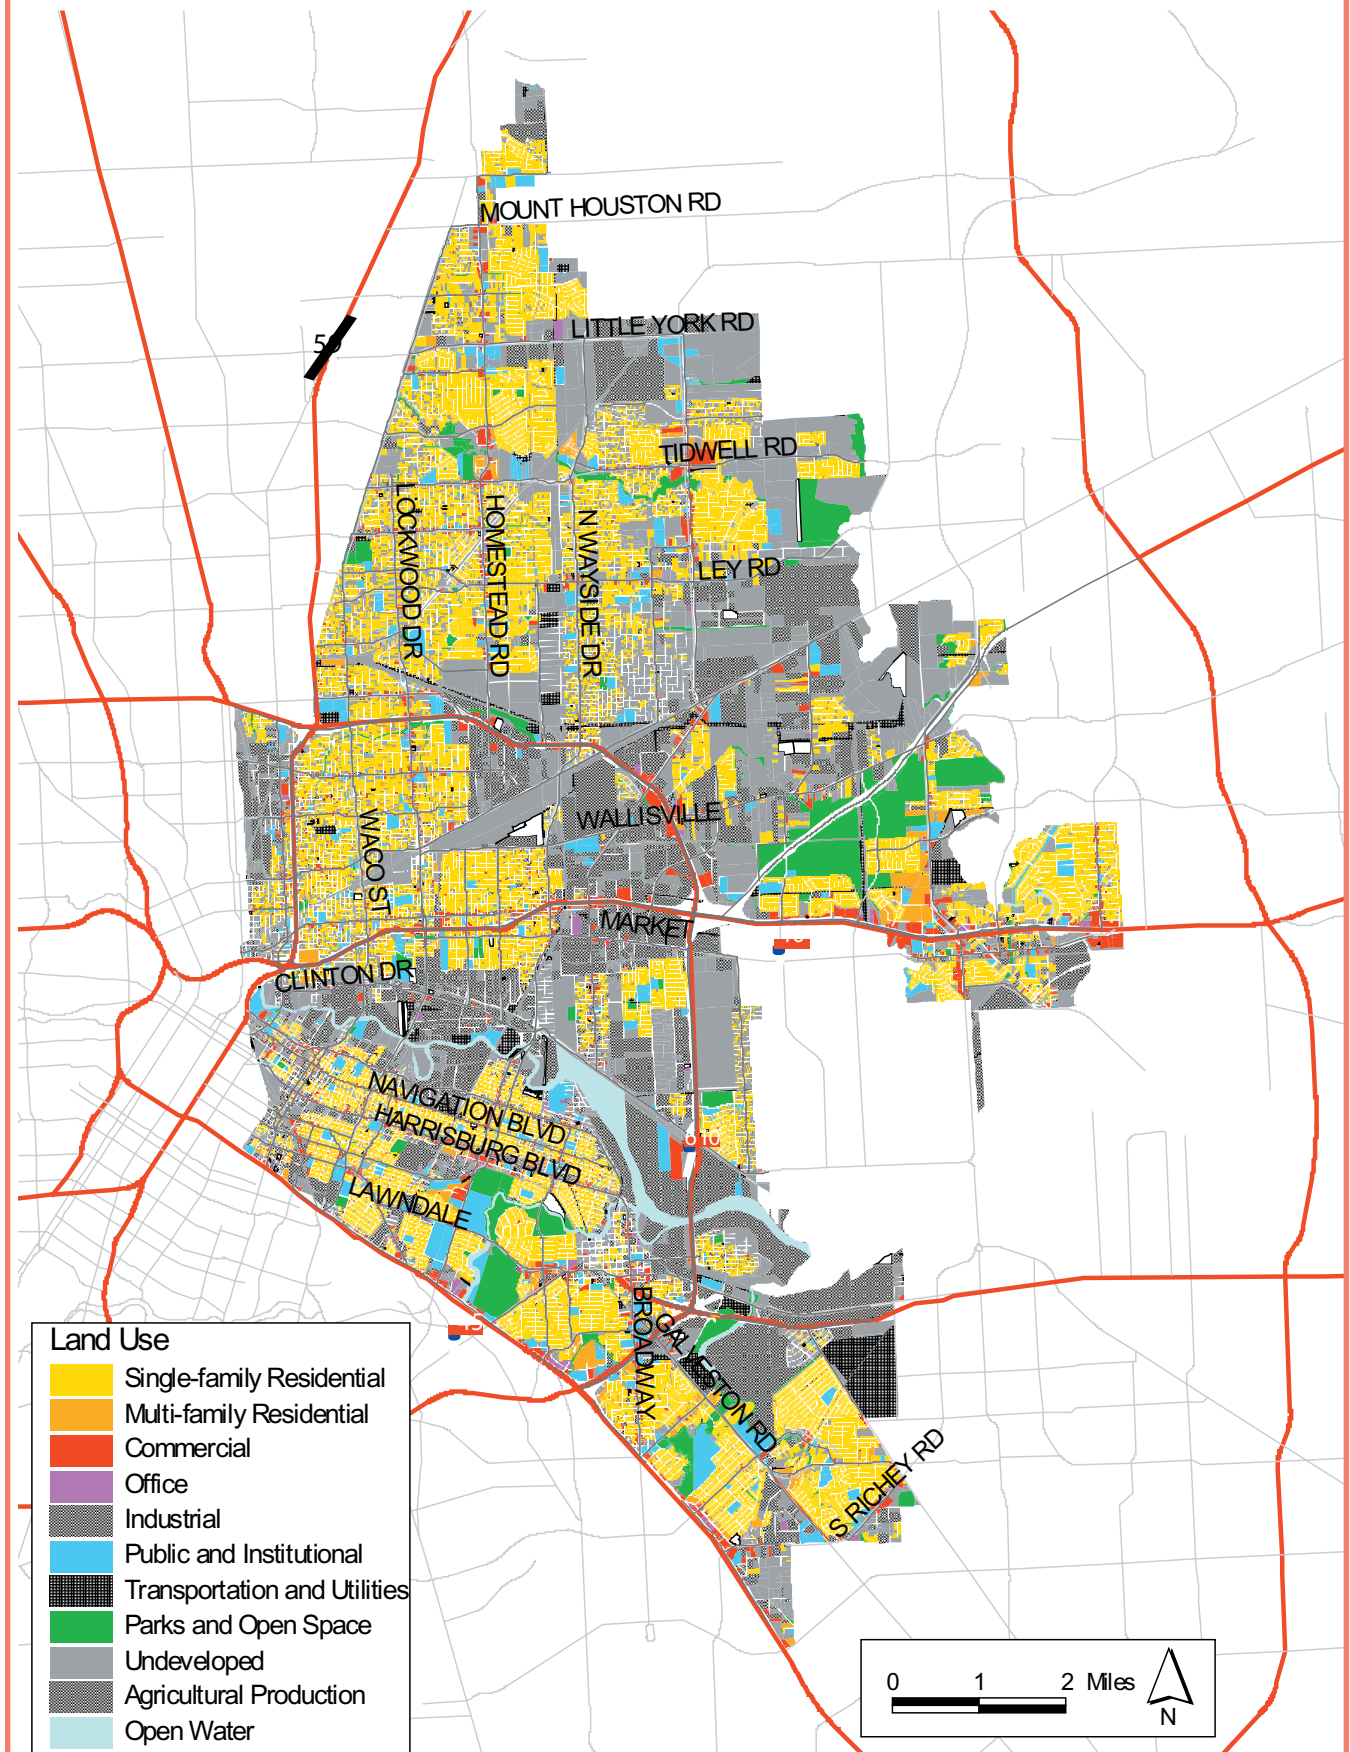 MOUNT HOUSTON RD
LITTLE YORK RD
59
TIDWELL RD
LOCKWOOD DR
HOMESTEAD RD
N WAYSIDE DR
LEY RD
WALLISVILLE
WACO ST
MARKET
CLINTON DR
NAVIGATION BLVD
HARRISBURG BLVD
610
LAWNDALE
BROADWAY
GALVESTON RD
S RICHEY RD
Land Use
Single-family Residential
Multi-family Residential
Commercial
Office
Industrial
Public and Institutional
Transportation and Utilities
Parks and Open Space
Undeveloped
Agricultural Production
Open Water
0 1 2 Miles
N